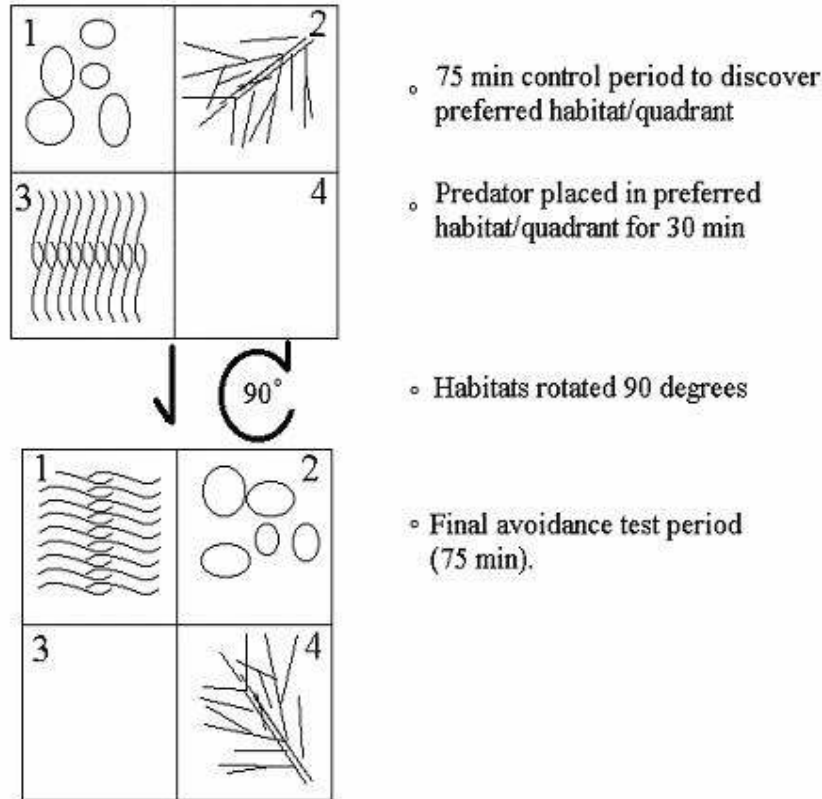 1
2
3
4
◦ 75 min control period to discover
preferred habitat/quadrant
◦ Predator placed in preferred
habitat/quadrant for 30 min
90°
◦ Habitats rotated 90 degrees
1
2
3
4
◦ Final avoidance test period
(75 min).